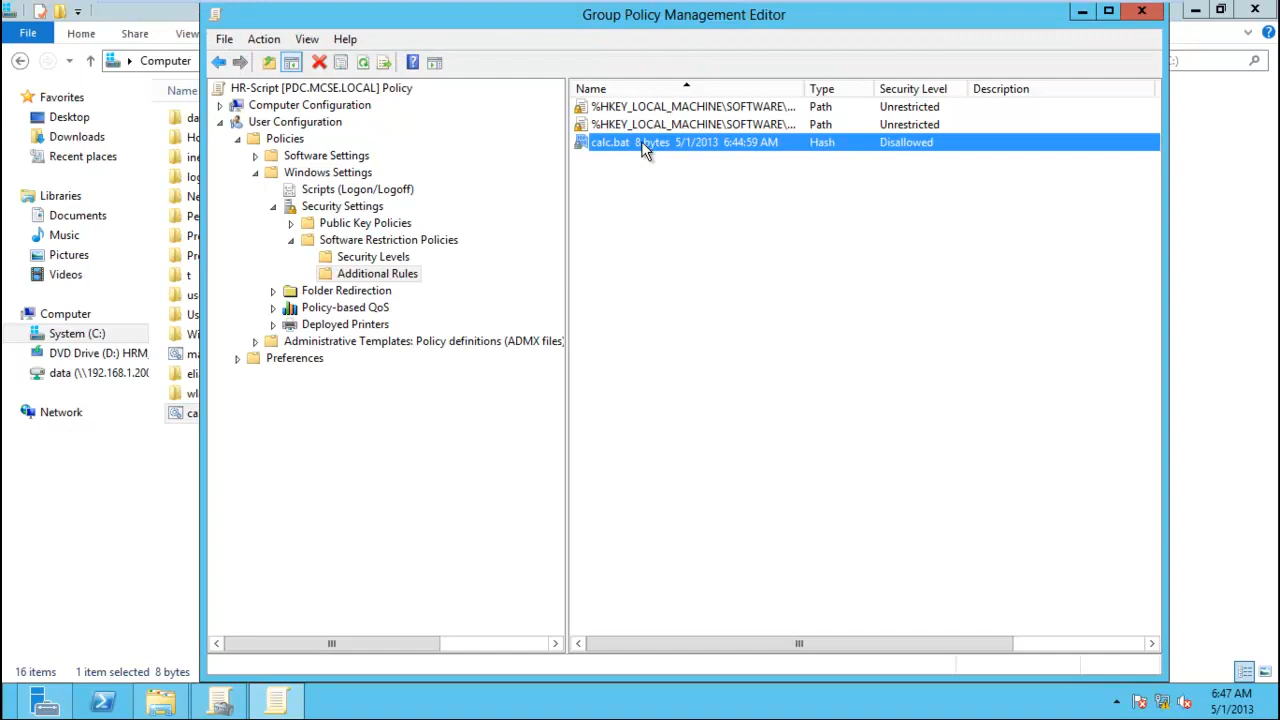 Group Policy Management Editor
File Home Share View
Computer
Favorites
Desktop
Downloads
Recent places
Libraries
Documents
Music
Pictures
Videos
Computer
System (C:)
DVD Drive (D:) HRM_
data (\\192.168.1.200
Network
Name
16 items 1 item selected 8 bytes
File Action View Help
HR-Script [PDC.MCSE.LOCAL] Policy
Computer Configuration
User Configuration
Policies
Software Settings
Windows Settings
Scripts (Logon/Logoff)
Security Settings
Public Key Policies
Software Restriction Policies
Security Levels
Additional Rules
Folder Redirection
Policy-based QoS
Deployed Printers
Administrative Templates: Policy definitions (ADMX files)
Preferences
Name Type Security Level Description
%HKEY_LOCAL_MACHINE\SOFTWARE\... Path Unrestricted
%HKEY_LOCAL_MACHINE\SOFTWARE\... Path Unrestricted
calc.bat 8 bytes 5/1/2013 6:44:59 AM Hash Disallowed
6:47 AM
5/1/2013